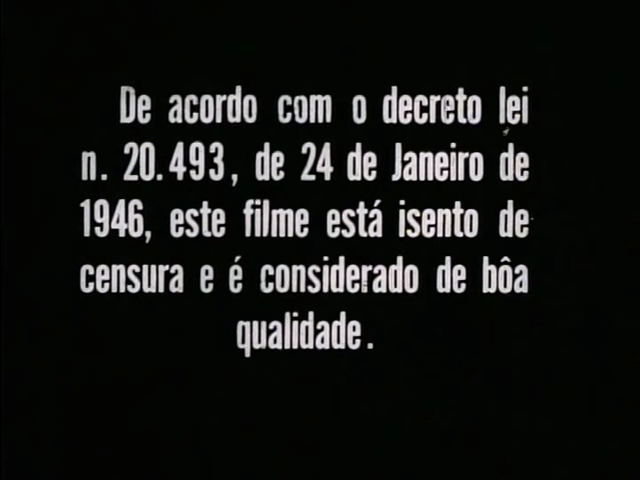 De acordo com o decreto lei
n. 20.493, de 24 de Janeiro de
1946, este filme está isento de
censura e é considerado de bôa
qualidade.